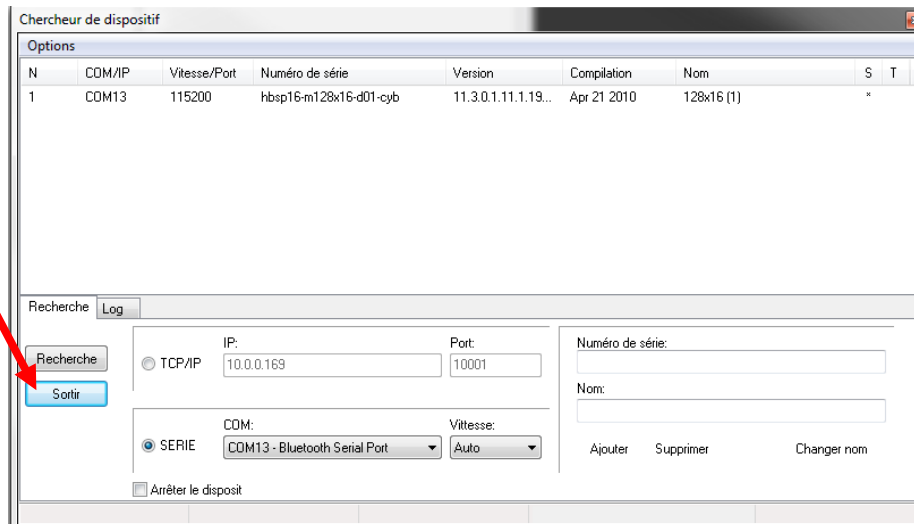 Chercheur de dispositif
Options
N COM/IP Vitesse/Port Numéro de série Version Compilation Nom S T
1 COM13 115200 hbsp16-m128x16-d01-cyb 11.3.0.1.11.1.19... Apr 21 2010 128x16 (1) *
Recherche Log
IP: Port: Numéro de série:
Recherche TCP/IP 10.0.0.169 10001
Sortir Nom:
COM: Vittesse:
SERIE COM13 - Bluetooth Serial Port Auto Ajouter Supprimer Changer nom
Arrêter le disposit